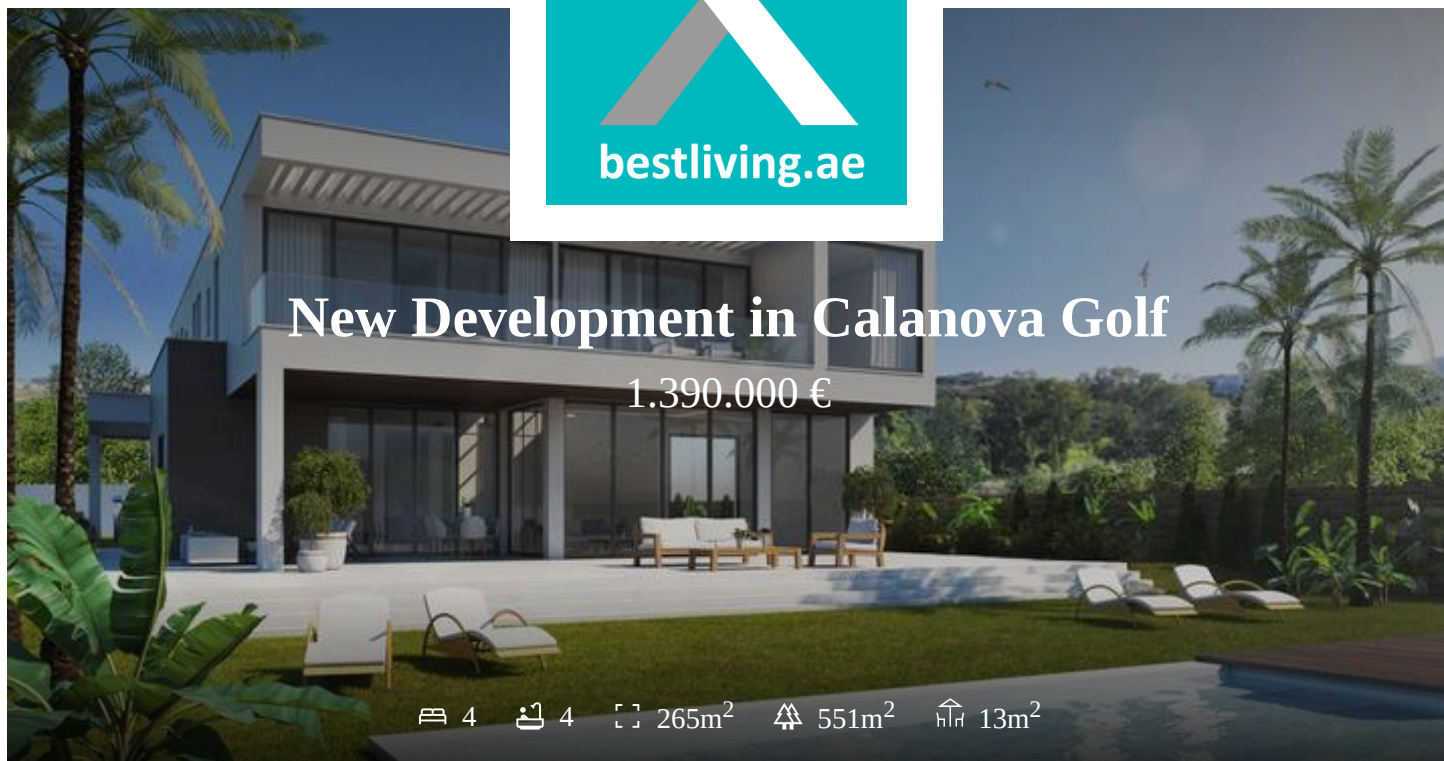 bestliving.ae
New Development in Calanova Golf
1.390.000 €
4 4 265m² 551m² 13m²